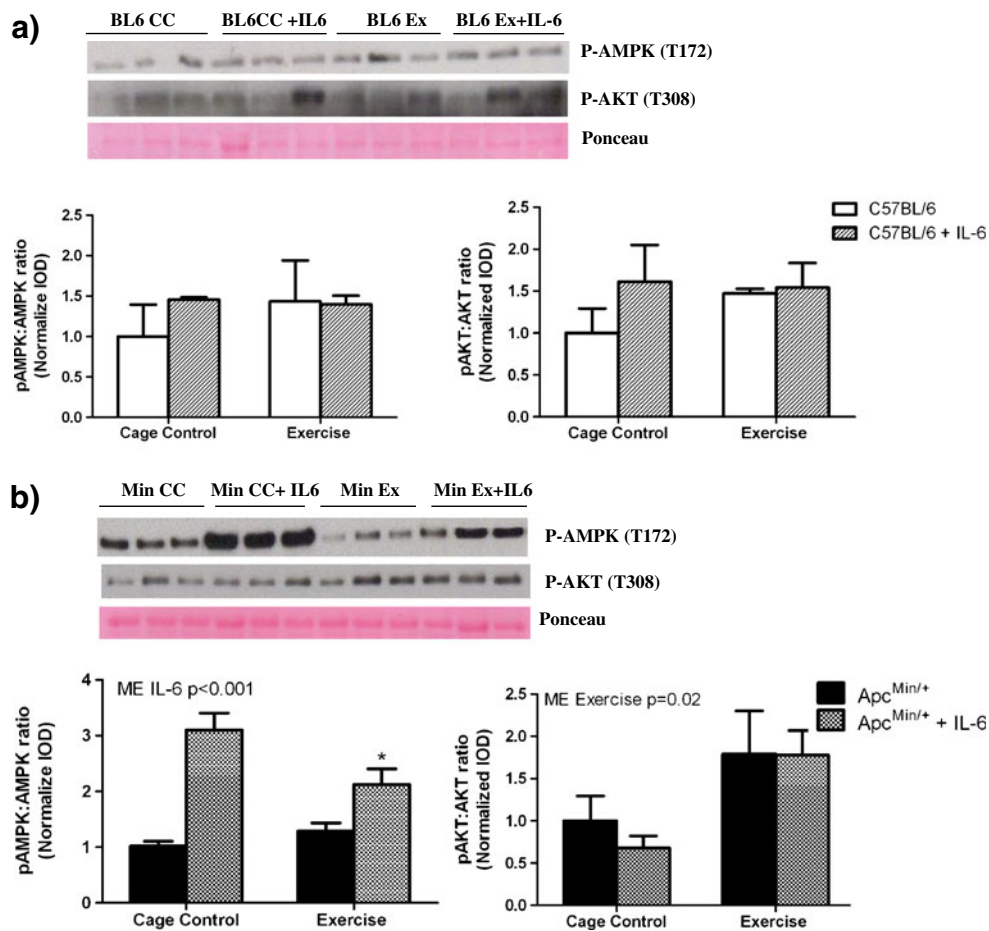 a)
BL6 CC BL6CC +IL6 BL6 Ex BL6 Ex+IL-6
P-AMPK (T172)
P-AKT (T308)
Ponceau
pAMPK:AMPK ratio
(Normalize IOD)
2.5
2.0
1.5
1.0
0.5
0.0
Cage Control Exercise
pAKT:AKT ratio
(Normalized IOD)
2.5
2.0
1.5
1.0
0.5
0.0
Cage Control Exercise
C57BL/6
C57BL/6 + IL-6
b)
Min CC Min CC+ IL6 Min Ex Min Ex+IL6
P-AMPK (T172)
P-AKT (T308)
Ponceau
pAMPK:AMPK ratio
(Normalize IOD)
4
3
2
1
0
ME IL-6 p<0.001
*
Cage Control Exercise
pAKT:AKT ratio
(Normalized IOD)
2.5
2.0
1.5
1.0
0.5
0.0
ME Exercise p=0.02
Cage Control Exercise
Apc^Min/+
Apc^Min/+ + IL-6